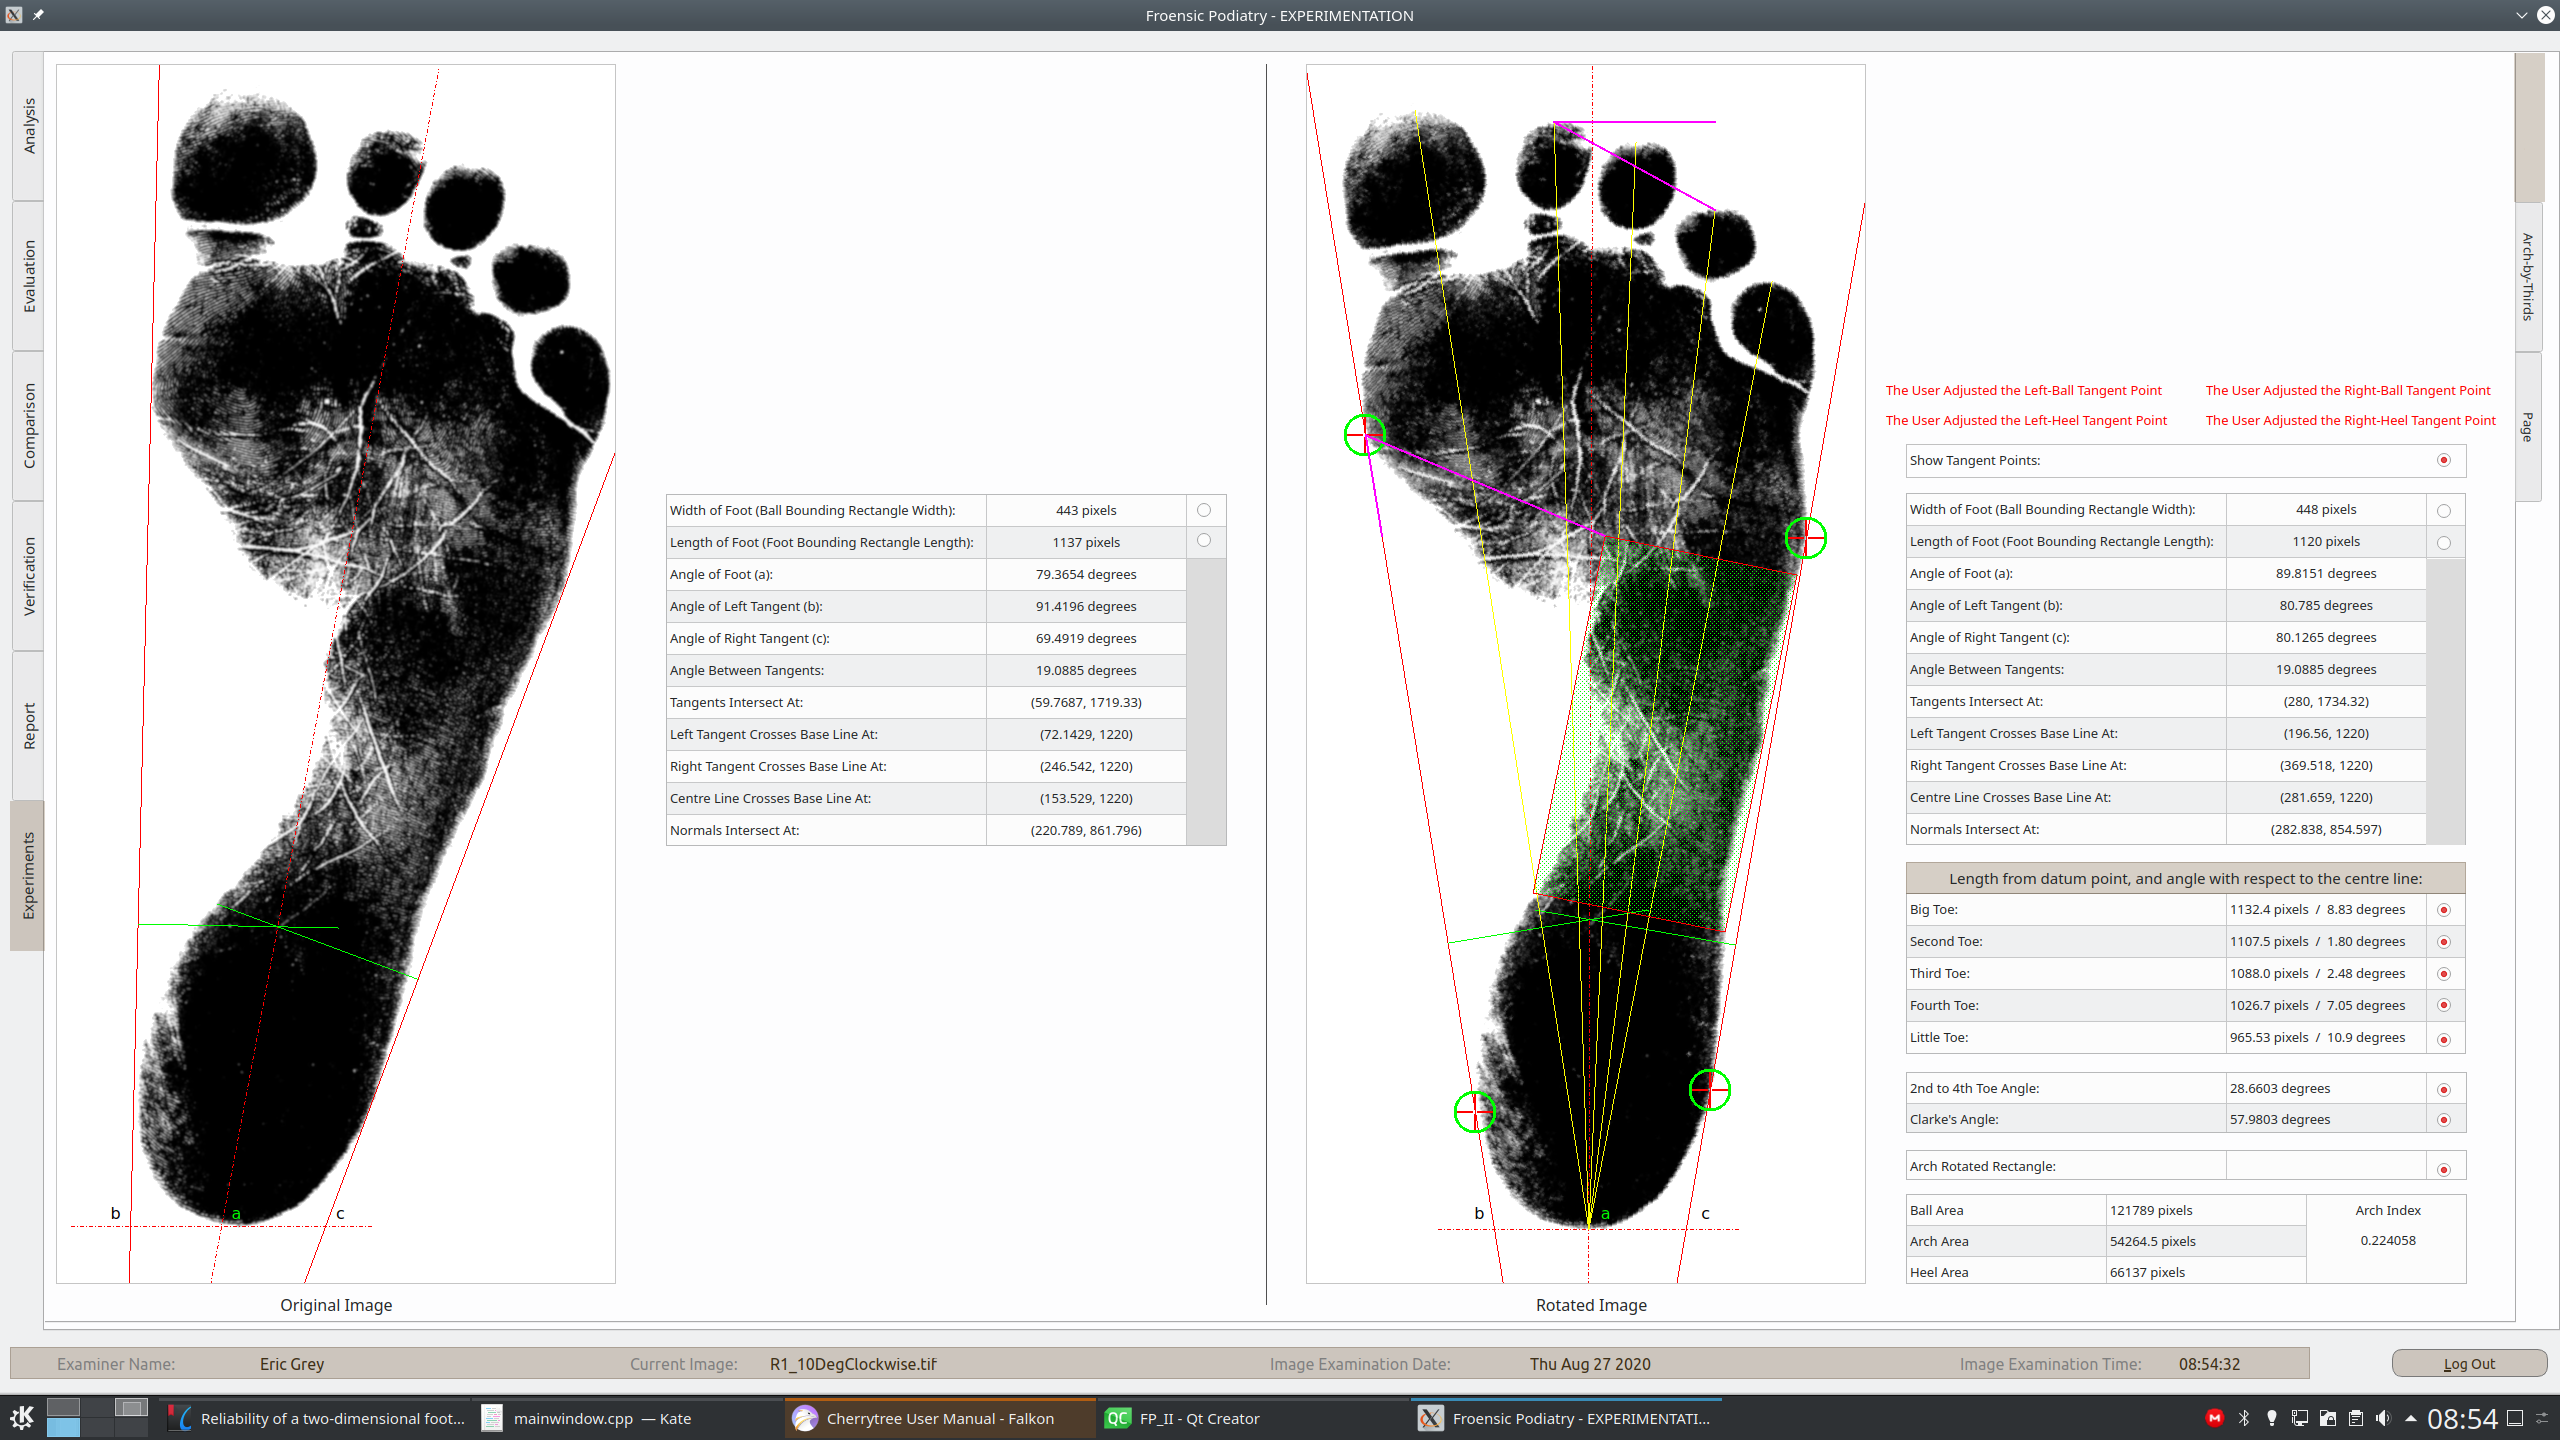 Froensic Podiatry - EXPERIMENTATION
Analysis
Evaluation
Comparison
Verification
Report
Experiments
b
a
c
Original Image
Width of Foot (Ball Bounding Rectangle Width): 443 pixels
Length of Foot (Foot Bounding Rectangle Length): 1137 pixels
Angle of Foot (a): 79.3654 degrees
Angle of Left Tangent (b): 91.4196 degrees
Angle of Right Tangent (c): 69.4919 degrees
Angle Between Tangents: 19.0885 degrees
Tangents Intersect At: (59.7687, 1719.33)
Left Tangent Crosses Base Line At: (72.1429, 1220)
Right Tangent Crosses Base Line At: (246.542, 1220)
Centre Line Crosses Base Line At: (153.529, 1220)
Normals Intersect At: (220.789, 861.796)
b
a
c
Rotated Image
The User Adjusted the Left-Ball Tangent Point The User Adjusted the Right-Ball Tangent Point
The User Adjusted the Left-Heel Tangent Point The User Adjusted the Right-Heel Tangent Point
Show Tangent Points:
Width of Foot (Ball Bounding Rectangle Width): 448 pixels
Length of Foot (Foot Bounding Rectangle Length): 1120 pixels
Angle of Foot (a): 89.8151 degrees
Angle of Left Tangent (b): 80.785 degrees
Angle of Right Tangent (c): 80.1265 degrees
Angle Between Tangents: 19.0885 degrees
Tangents Intersect At: (280, 1734.32)
Left Tangent Crosses Base Line At: (196.56, 1220)
Right Tangent Crosses Base Line At: (369.518, 1220)
Centre Line Crosses Base Line At: (281.659, 1220)
Normals Intersect At: (282.838, 854.597)
Length from datum point, and angle with respect to the centre line:
Big Toe: 1132.4 pixels / 8.83 degrees
Second Toe: 1107.5 pixels / 1.80 degrees
Third Toe: 1088.0 pixels / 2.48 degrees
Fourth Toe: 1026.7 pixels / 7.05 degrees
Little Toe: 965.53 pixels / 10.9 degrees
2nd to 4th Toe Angle: 28.6603 degrees
Clarke's Angle: 57.9803 degrees
Arch Rotated Rectangle:
Ball Area 121789 pixels Arch Index
Arch Area 54264.5 pixels 0.224058
Heel Area 66137 pixels
Arch-by-Thirds
Page
Examiner Name: Eric Grey Current Image: R1_10DegClockwise.tif Image Examination Date: Thu Aug 27 2020 Image Examination Time: 08:54:32 Log Out
Reliability of a two-dimensional foot... mainwindow.cpp — Kate Cherrytree User Manual - Falkon QC FP_II - Qt Creator Froensic Podiatry - EXPERIMENTATI... 08:54